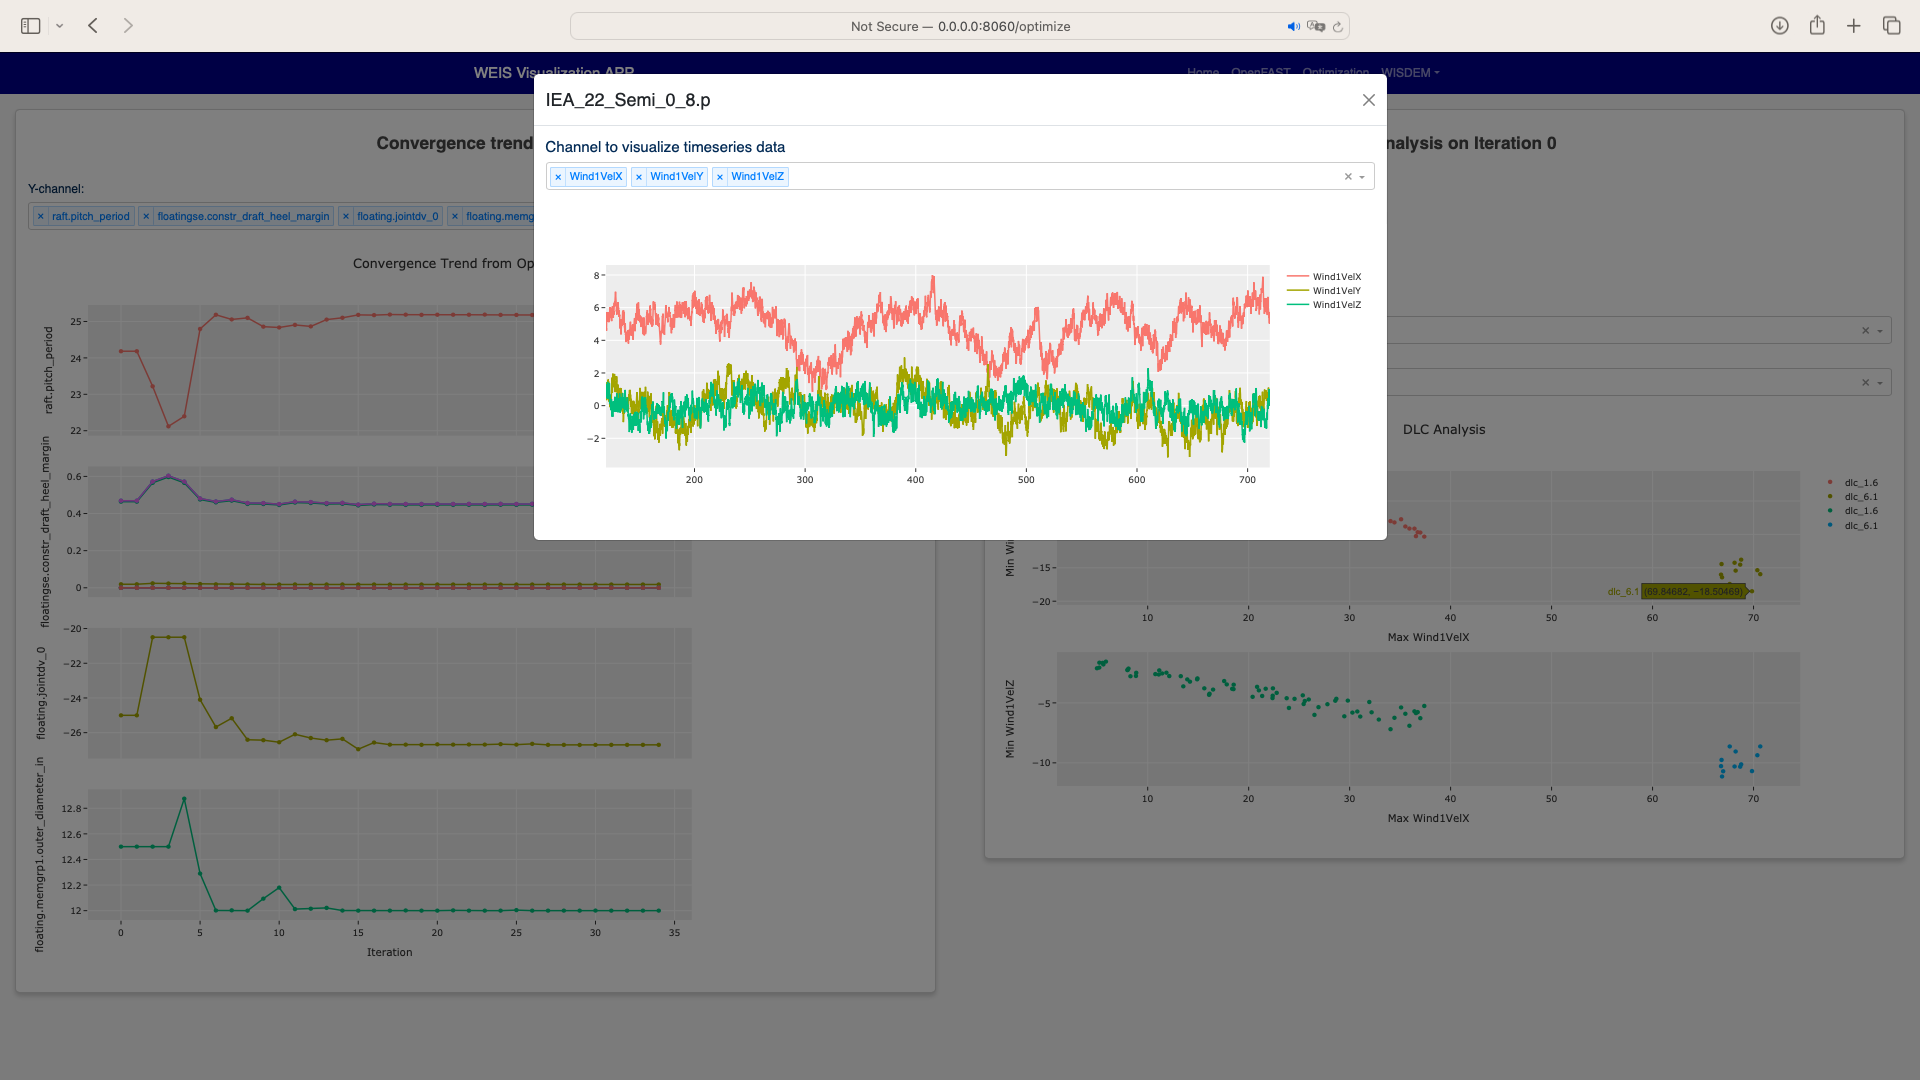 Not Secure — 0.0.0.0:8060/optimize
WEIS Visualization APP
Home OpenFAST Optimization WISDEM
IEA_22_Semi_0_8.p
Channel to visualize timeseries data
× Wind1VelX × Wind1VelY × Wind1VelZ
8
6
4
2
0
−2
200 300 400 500 600 700
Wind1VelX
Wind1VelY
Wind1VelZ
Convergence trend
Y-channel:
× raft.pitch_period × floatingse.constr_draft_heel_margin × floating.jointdv_0 × floating.memg
Convergence Trend from Op
raft.pitch_period
25
24
23
22
floatingse.constr_draft_heel_margin
0.6
0.4
0.2
0
floating.jointdv_0
−20
−22
−24
−26
floating.memgrp1.outer_diameter_in
12.8
12.6
12.4
12.2
12
0 5 10 15 20 25 30 35
Iteration
nalysis on Iteration 0
DLC Analysis
dlc_1.6
dlc_6.1
dlc_1.6
dlc_6.1
Min Wi
−15
−20
dlc_6.1 (69.84682, −18.50469)
10 20 30 40 50 60 70
Max Wind1VelX
Min Wind1VelZ
−5
−10
10 20 30 40 50 60 70
Max Wind1VelX